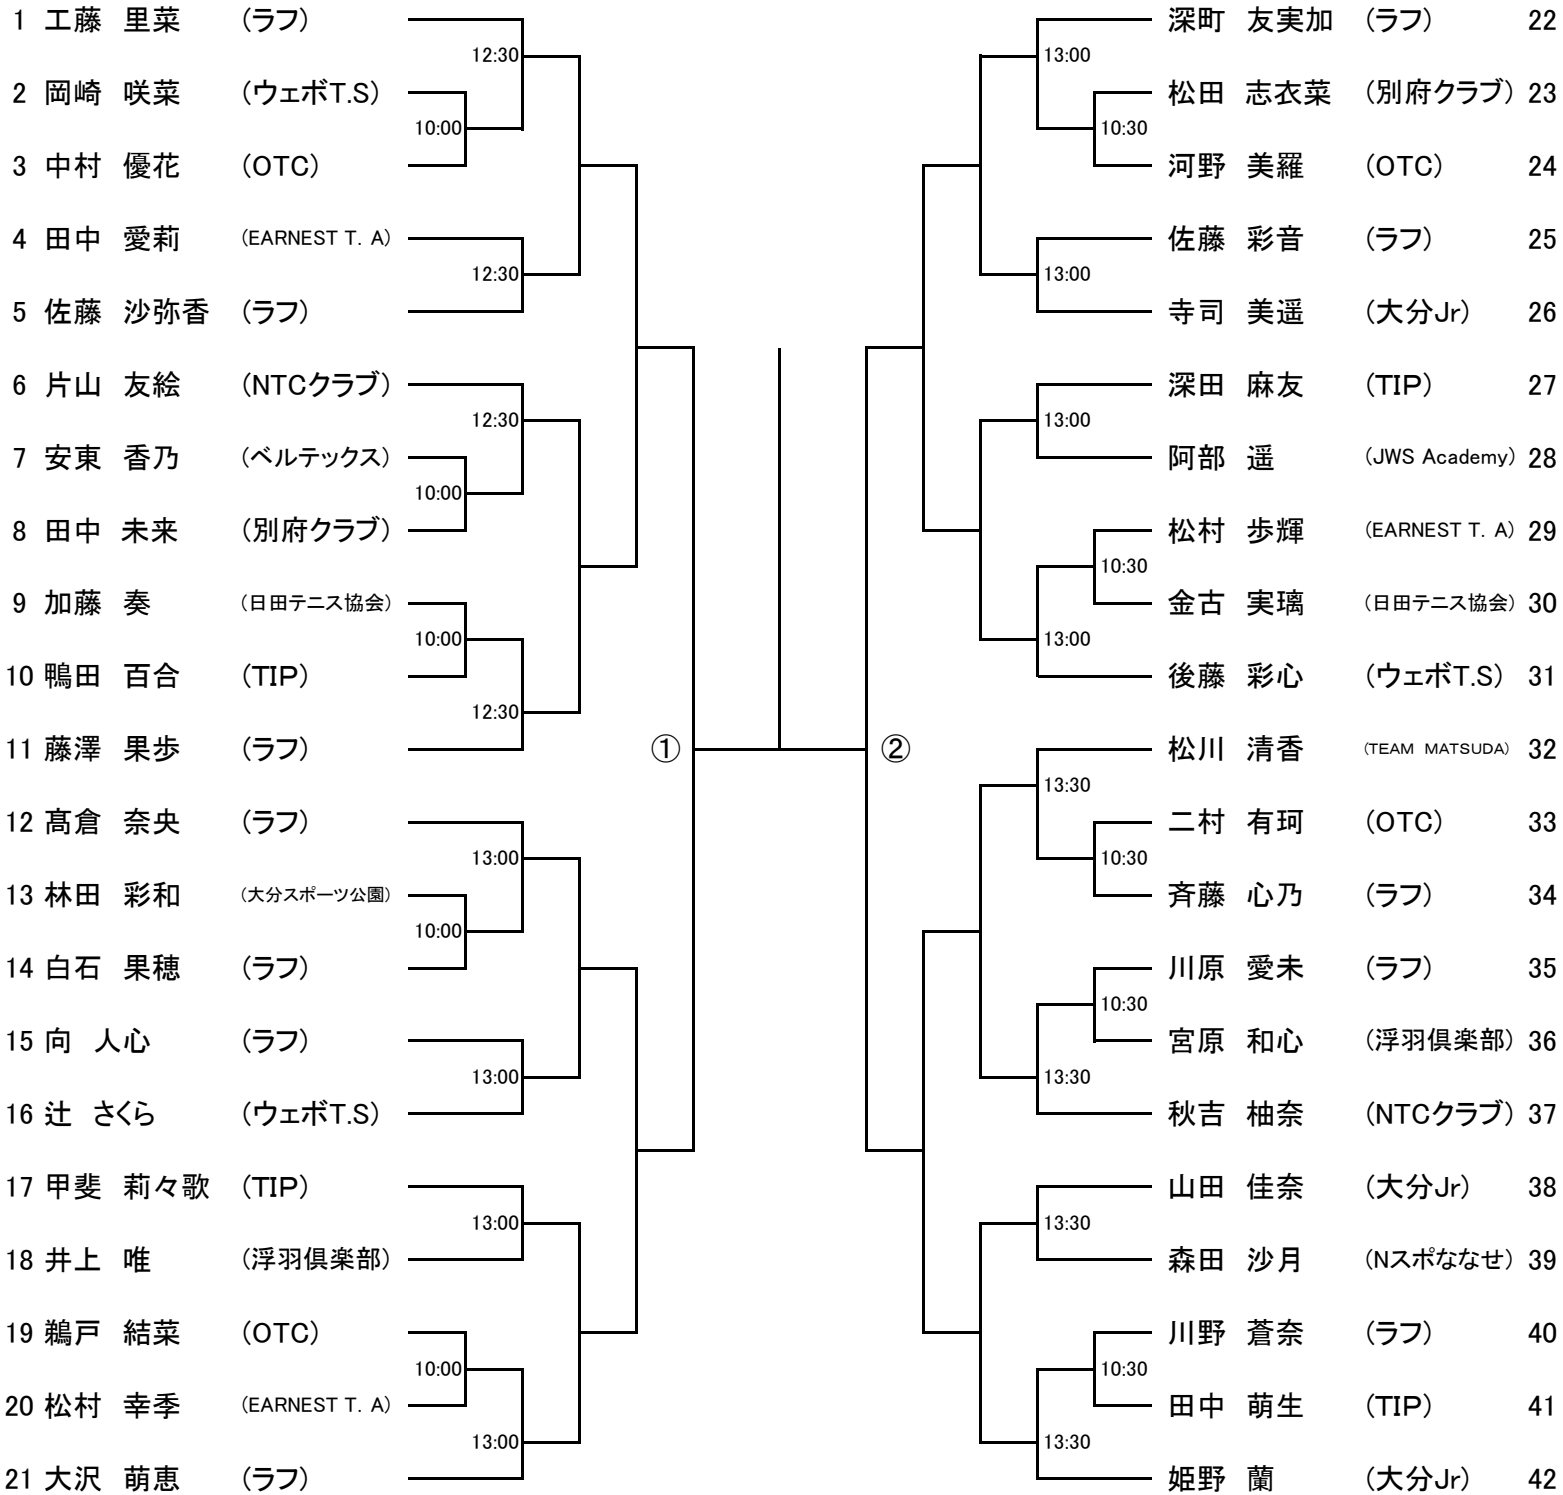 1 工藤 里菜 (ラフ)
12:30
2 岡崎 咲菜 (ウェボT.S)
10:00
3 中村 優花 (OTC)
4 田中 愛莉 (EARNEST T. A)
12:30
5 佐藤 沙弥香 (ラフ)
6 片山 友絵 (NTCクラブ)
12:30
7 安東 香乃 (ベルテックス)
10:00
8 田中 未来 (別府クラブ)
9 加藤 奏 (日田テニス協会)
10:00
10 鴨田 百合 (TIP)
12:30
11 藤澤 果歩 (ラフ)
①
12 髙倉 奈央 (ラフ)
13:00
13 林田 彩和 (大分スポーツ公園)
10:00
14 白石 果穂 (ラフ)
15 向 人心 (ラフ)
13:00
16 辻 さくら (ウェボT.S)
17 甲斐 莉々歌 (TIP)
13:00
18 井上 唯 (浮羽倶楽部)
19 鵜戸 結菜 (OTC)
10:00
20 松村 幸季 (EARNEST T. A)
13:00
21 大沢 萌恵 (ラフ)
深町 友実加 (ラフ) 22
13:00
松田 志衣菜 (別府クラブ) 23
10:30
河野 美羅 (OTC) 24
佐藤 彩音 (ラフ) 25
13:00
寺司 美遥 (大分Jr) 26
深田 麻友 (TIP) 27
13:00
阿部 遥 (JWS Academy) 28
松村 歩輝 (EARNEST T. A) 29
10:30
金古 実璃 (日田テニス協会) 30
13:00
後藤 彩心 (ウェボT.S) 31
②
松川 清香 (TEAM MATSUDA) 32
13:30
二村 有珂 (OTC) 33
10:30
斉藤 心乃 (ラフ) 34
川原 愛未 (ラフ) 35
10:30
宮原 和心 (浮羽倶楽部) 36
13:30
秋吉 柚奈 (NTCクラブ) 37
山田 佳奈 (大分Jr) 38
13:30
森田 沙月 (Nスポななせ) 39
川野 蒼奈 (ラフ) 40
10:30
田中 萌生 (TIP) 41
13:30
姫野 蘭 (大分Jr) 42